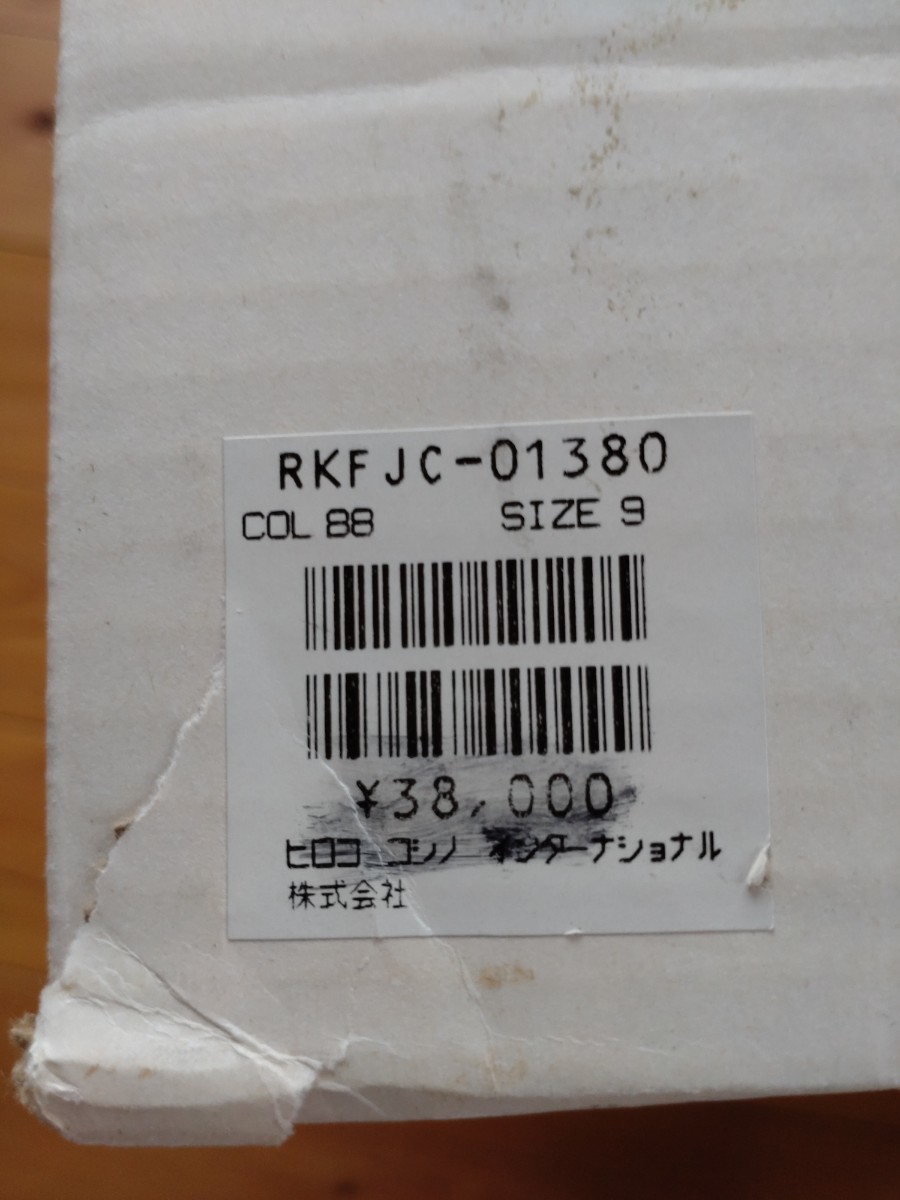 RKFJC-01380
COL 88 SIZE 9
¥38,000
ヒロコ コシノ インターナショナル
株式会社